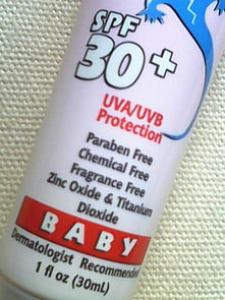 SPF
30+
UVA/UVB
Protection
Paraben Free
Chemical Free
Fragrance Free
Zinc Oxide & Titanium
Dioxide
BABY
Dermatologist Recommended
1 fl oz (30mL)